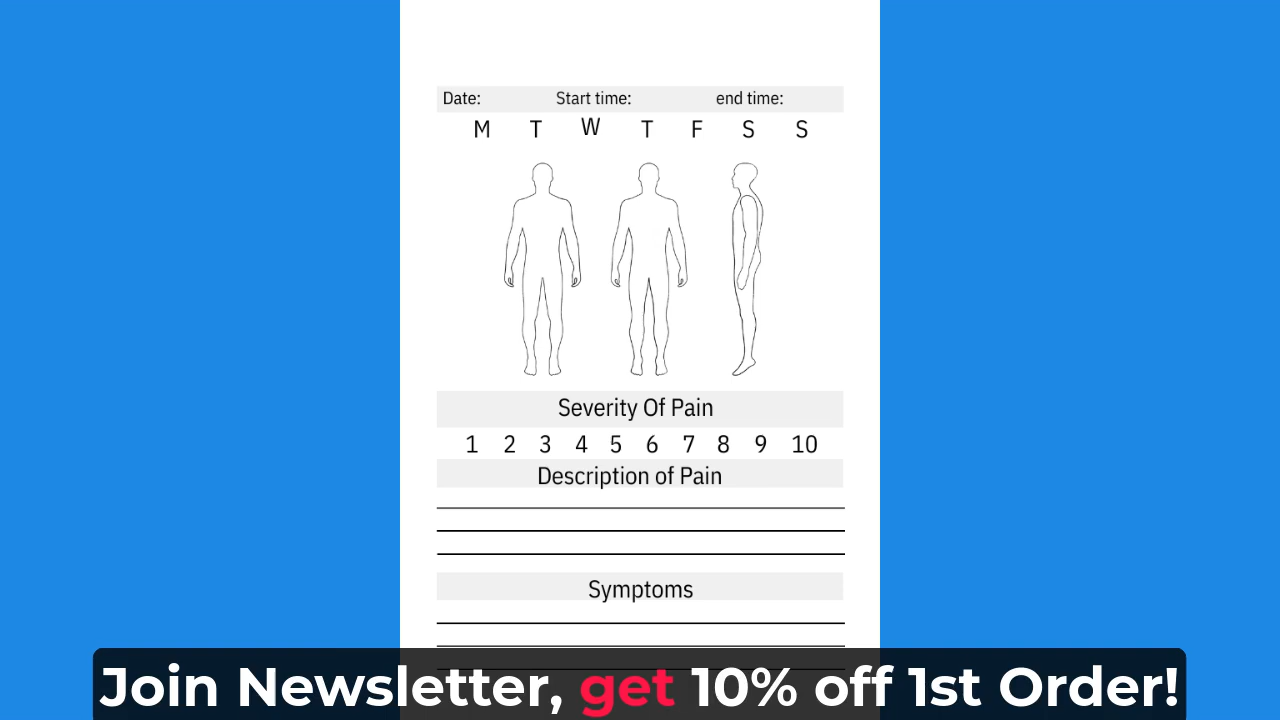 Date: Start time: end time:
M T W T F S S
Severity Of Pain
1 2 3 4 5 6 7 8 9 10
Description of Pain
Symptoms
Join Newsletter, get 10% off 1st Order!